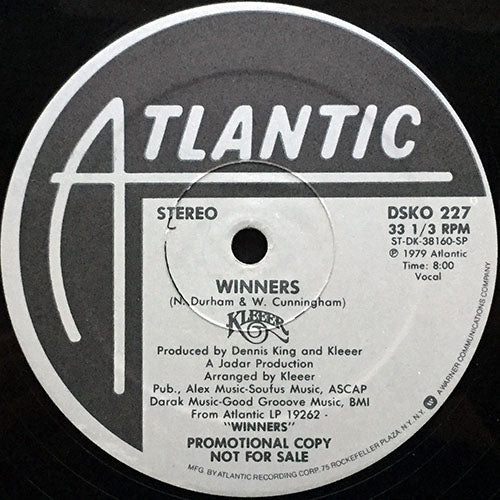 ATLANTIC
STEREO
DSKO 227
33 1/3 RPM
ST-DK-38160-SP
℗ 1979 Atlantic
Time: 8:00
Vocal
WINNERS
(N. Durham & W. Cunningham)
KLEEER
Produced by Dennis King and Kleeer
A Jadar Production
Arranged by Kleeer
Pub., Alex Music-Soufus Music, ASCAP
Darak Music-Good Grooove Music, BMI
From Atlantic LP 19262 -
"WINNERS"
PROMOTIONAL COPY
NOT FOR SALE
MFG. BY ATLANTIC RECORDING CORP. 75 ROCKEFELLER PLAZA, N.Y. N.Y. W A WARNER COMMUNICATIONS COMPANY